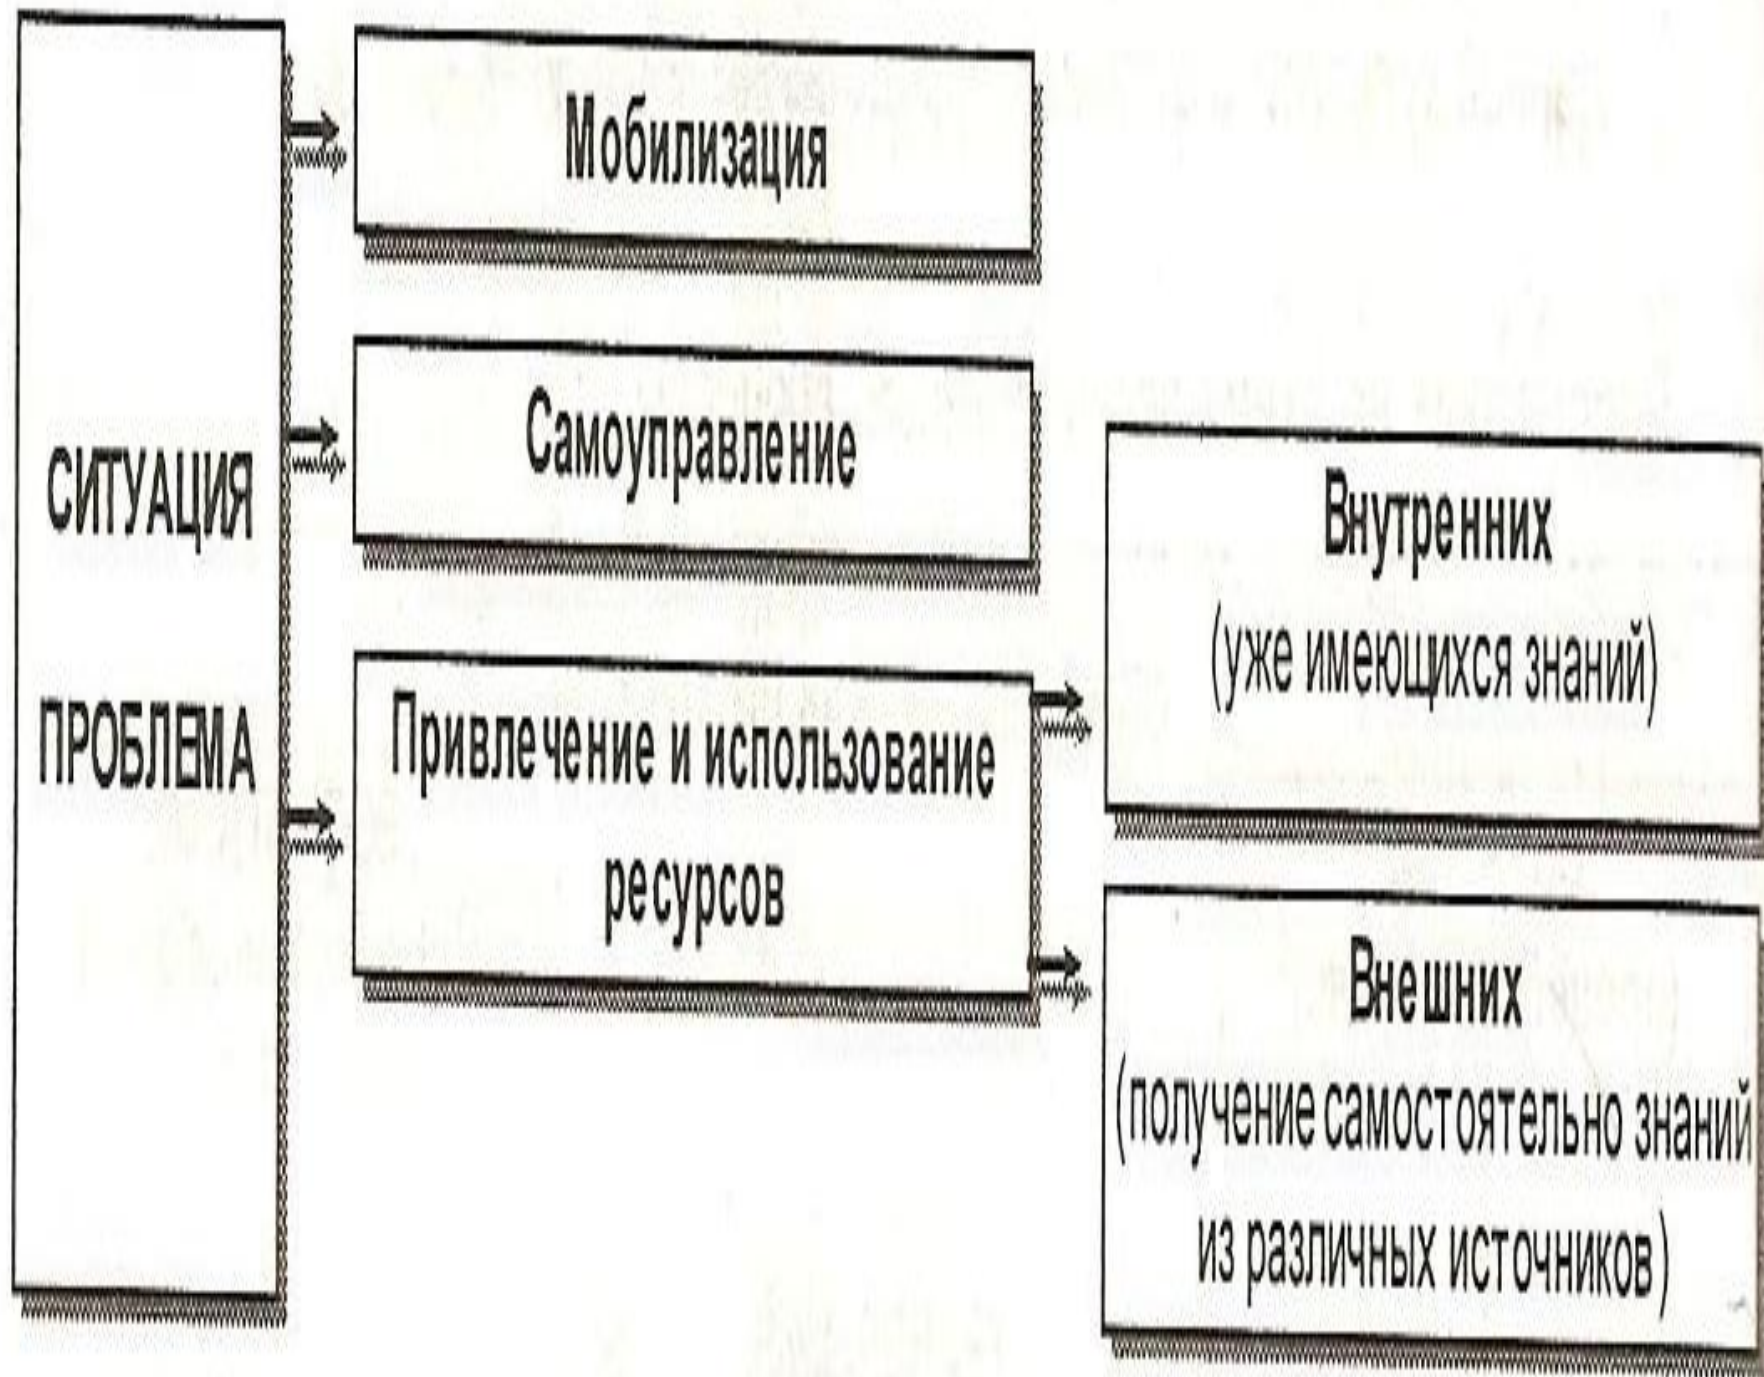 СИТУАЦИЯ
ПРОБЛЕМА
Мобилизация
Самоуправление
Привлечение и использование
ресурсов
Внутренних
(уже имеющихся знаний)
Внешних
(получение самостоятельно знаний
из различных источников)